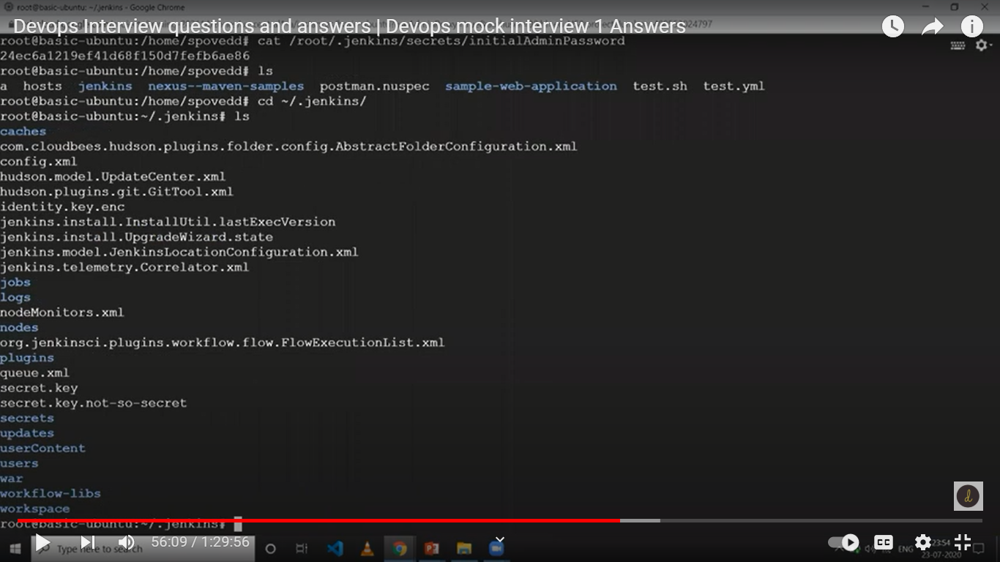 root@basic-ubuntu: ~/.jenkins - Google Chrome
Devops Interview questions and answers | Devops mock interview 1 Answers
24797
root@basic-ubuntu:/home/spovedd# cat /root/.jenkins/secrets/initialAdminPassword
24ec6a1219ef41d68f150d7fefb6ae86
root@basic-ubuntu:/home/spovedd# ls
a hosts jenkins nexus--maven-samples postman.nuspec sample-web-application test.sh test.yml
root@basic-ubuntu:/home/spovedd# cd ~/.jenkins/
root@basic-ubuntu:~/.jenkins# ls
caches
com.cloudbees.hudson.plugins.folder.config.AbstractFolderConfiguration.xml
config.xml
hudson.model.UpdateCenter.xml
hudson.plugins.git.GitTool.xml
identity.key.enc
jenkins.install.InstallUtil.lastExecVersion
jenkins.install.UpgradeWizard.state
jenkins.model.JenkinsLocationConfiguration.xml
jenkins.telemetry.Correlator.xml
jobs
logs
nodeMonitors.xml
nodes
org.jenkinsci.plugins.workflow.flow.FlowExecutionList.xml
plugins
queue.xml
secret.key
secret.key.not-so-secret
secrets
updates
userContent
users
war
workflow-libs
workspace
root@basic-ubuntu:~/.jenkins#
d
56:09 / 1:29:56
Type here to search
CC
ENG
23:54
23-07-2020